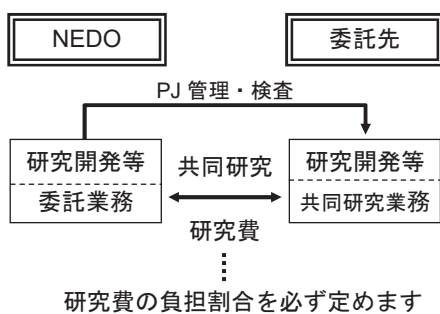 NEDO
委託先
PJ 管理・検査
研究開発等
委託業務
共同研究
研究費
研究開発等
共同研究業務
研究費の負担割合を必ず定めます